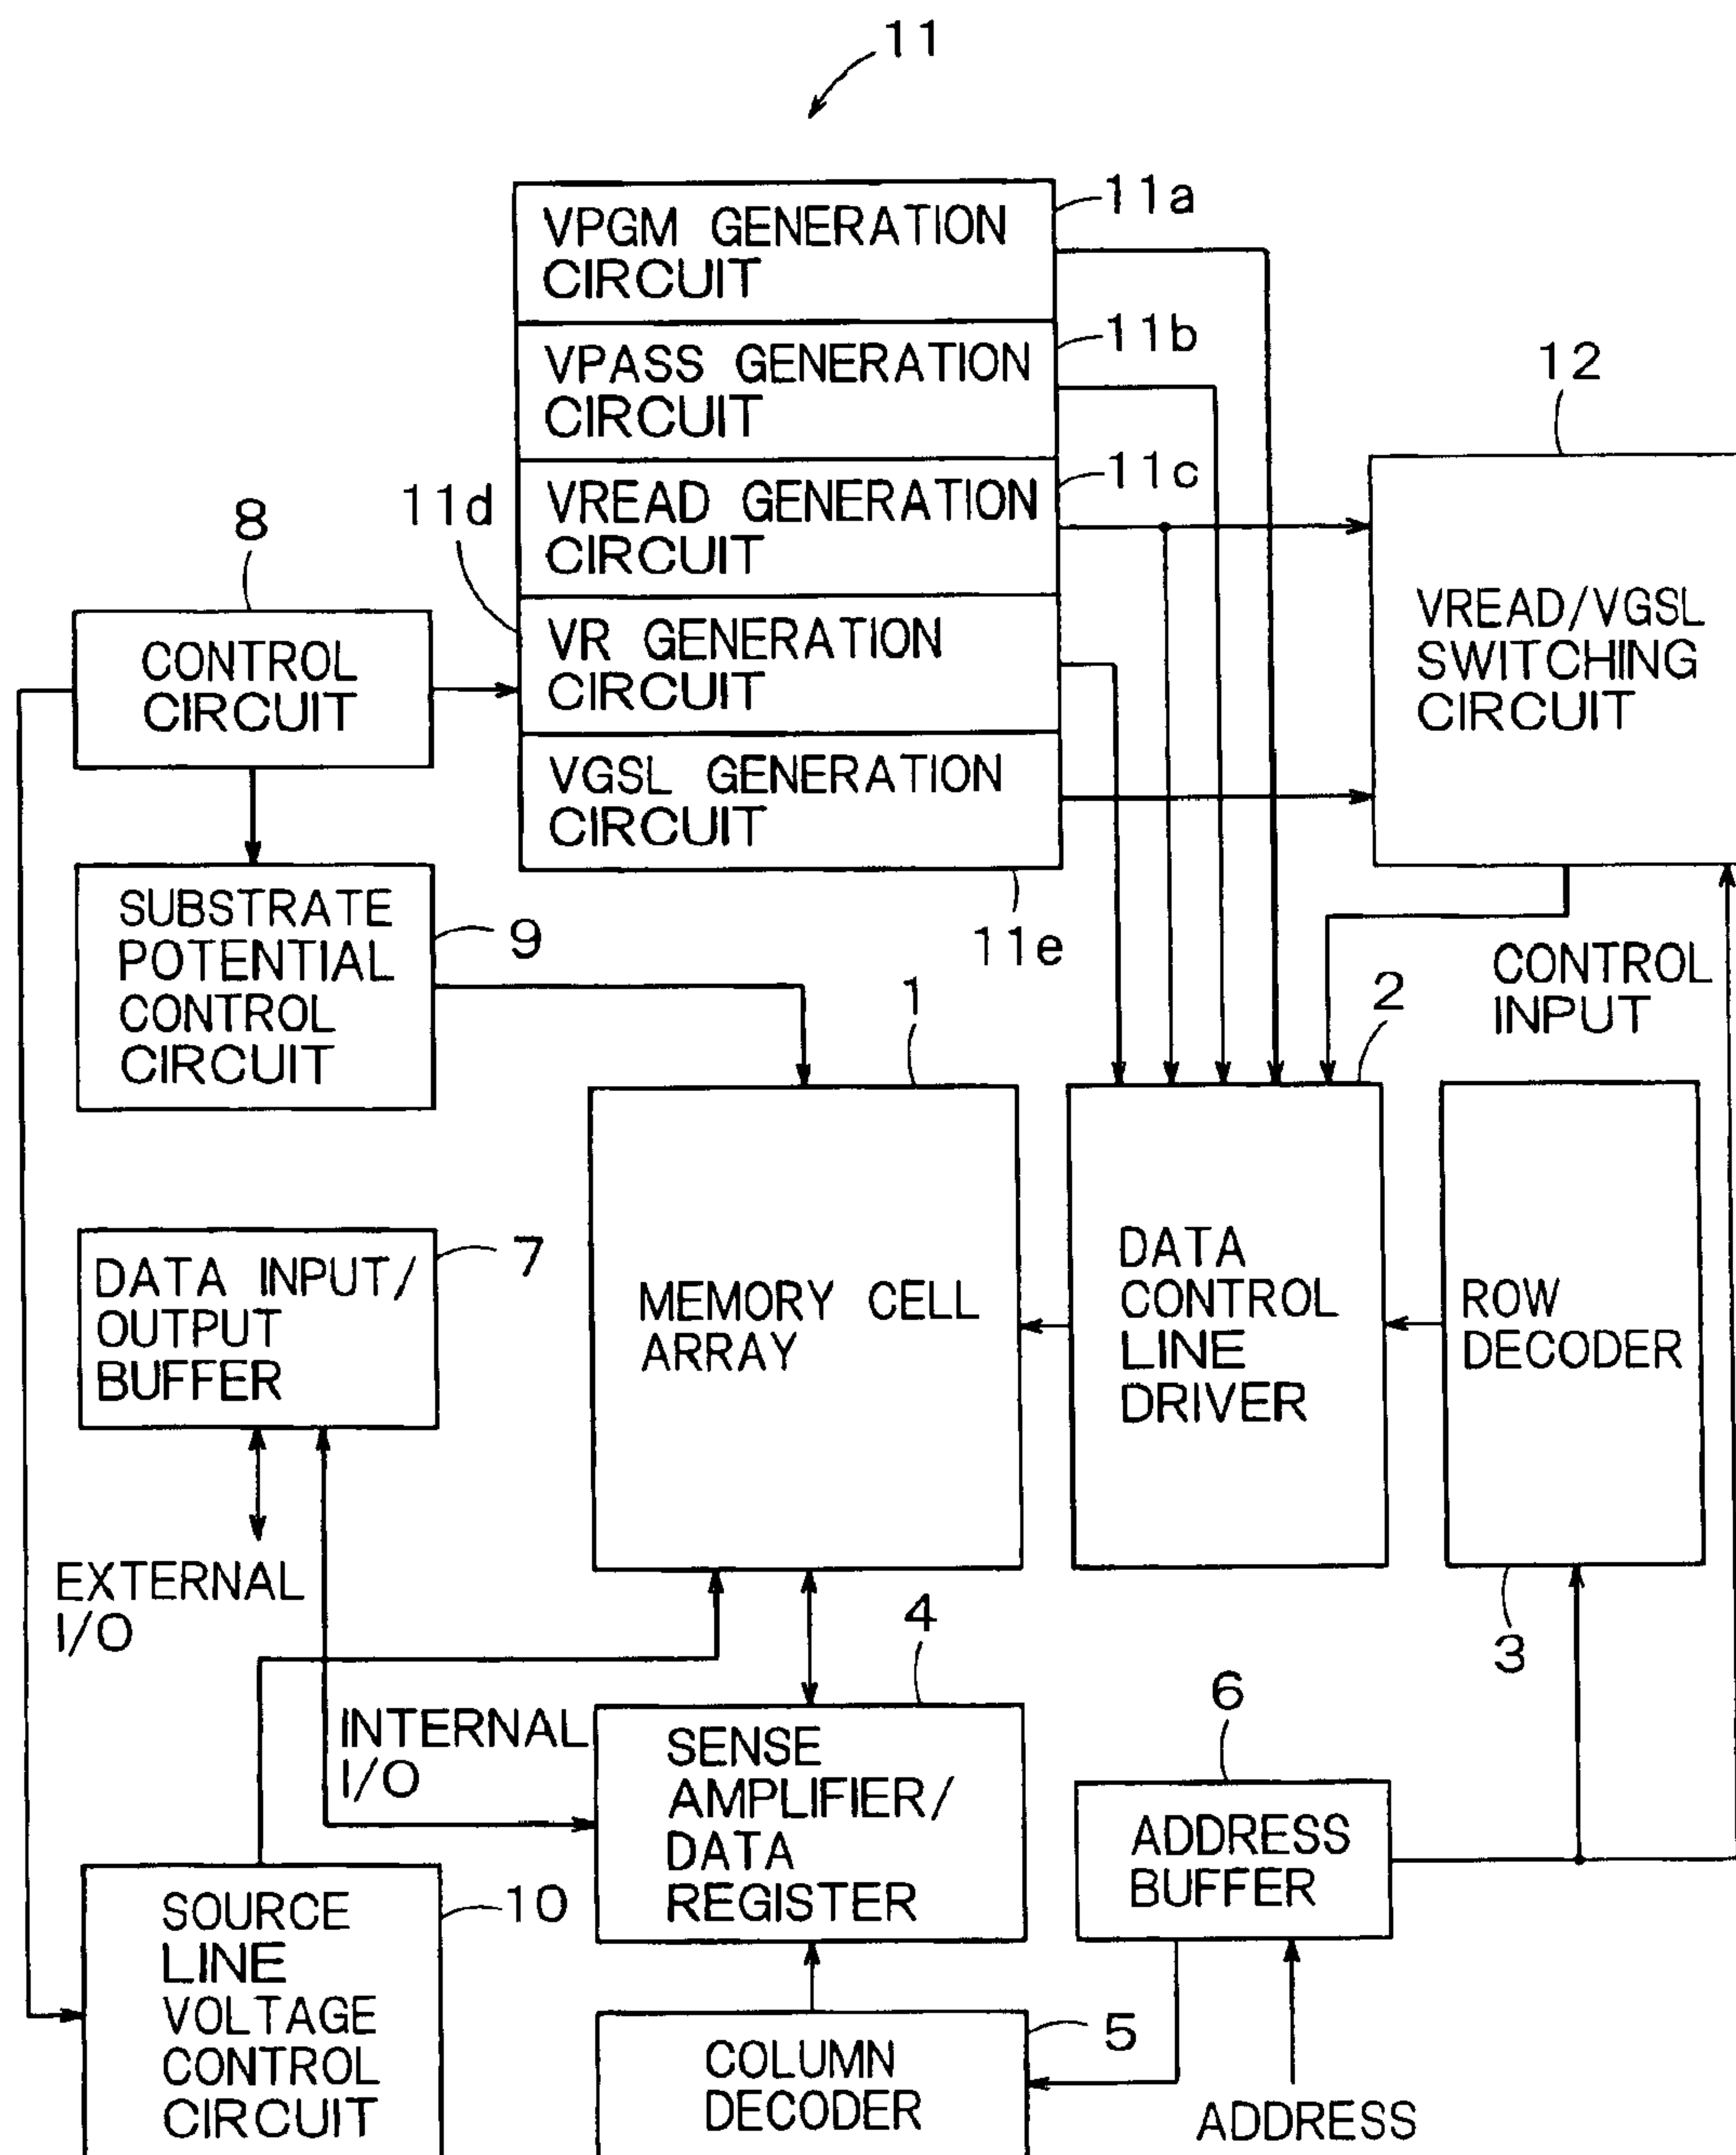 11
VPGM GENERATION
CIRCUIT
11a
VPASS GENERATION
CIRCUIT
11b
VREAD GENERATION
CIRCUIT
11c
VR GENERATION
CIRCUIT
11d
VGSL GENERATION
CIRCUIT
11e
12
VREAD/VGSL
SWITCHING
CIRCUIT
8
CONTROL
CIRCUIT
SUBSTRATE
POTENTIAL
CONTROL
CIRCUIT
9
CONTROL
INPUT
1
MEMORY CELL
ARRAY
2
DATA
CONTROL
LINE
DRIVER
ROW
DECODER
3
DATA INPUT/
OUTPUT
BUFFER
7
EXTERNAL
I/O
INTERNAL
I/O
4
SENSE
AMPLIFIER/
DATA
REGISTER
6
ADDRESS
BUFFER
SOURCE
LINE
VOLTAGE
CONTROL
CIRCUIT
10
COLUMN
DECODER
5
ADDRESS